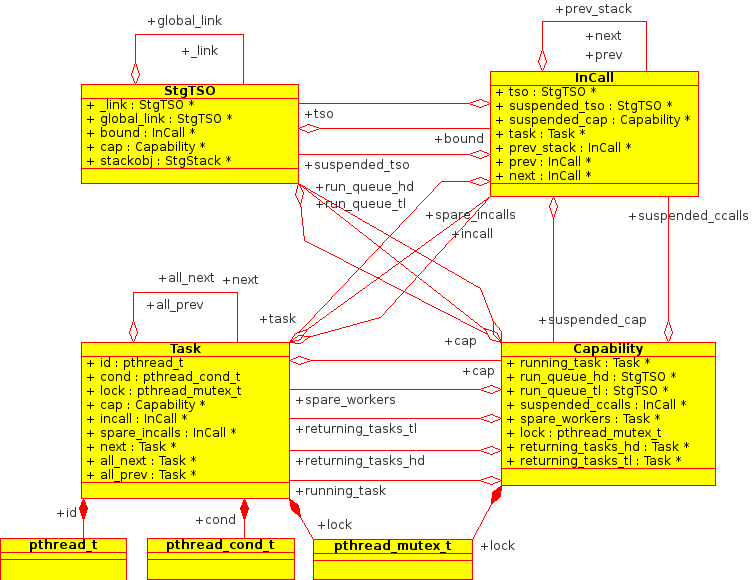 +prev_stack
+global_link
+next
+_link
+prev
StgTSO
+ _link : StgTSO *
+ global_link : StgTSO *
+ bound : InCall *
+ cap : Capability *
+ stackobj : StgStack *
InCall
+ tso : StgTSO *
+ suspended_tso : StgTSO *
+ suspended_cap : Capability *
+ task : Task *
+ prev_stack : InCall *
+ prev : InCall *
+ next : InCall *
+tso
+bound
+suspended_tso
+run_queue_hd
+run_queue_tl
+spare_incalls
+suspended_ccalls
+incall
+all_next
+next
+all_prev
+task
+suspended_cap
+cap
Task
+ id : pthread_t
+ cond : pthread_cond_t
+ lock : pthread_mutex_t
+ cap : Capability *
+ incall : InCall *
+ spare_incalls : InCall *
+ next : Task *
+ all_next : Task *
+ all_prev : Task *
Capability
+ running_task : Task *
+ run_queue_hd : StgTSO *
+ run_queue_tl : StgTSO *
+ suspended_ccalls : InCall *
+ spare_workers : Task *
+ lock : pthread_mutex_t
+ returning_tasks_hd : Task *
+ returning_tasks_tl : Task *
+cap
+spare_workers
+returning_tasks_tl
+returning_tasks_hd
+running_task
+id
+cond
+lock
+lock
pthread_t
pthread_cond_t
pthread_mutex_t